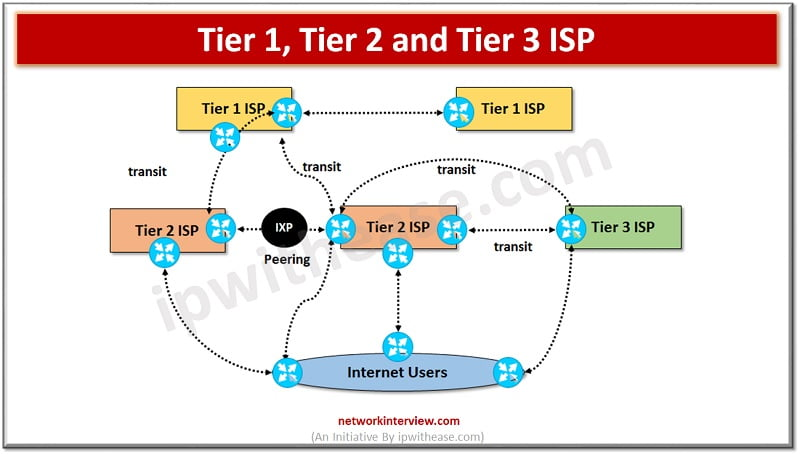 Tier 1, Tier 2 and Tier 3 ISP
Tier 1 ISP
Tier 1 ISP
transit
transit
transit
Tier 2 ISP
IXP
Peering
Tier 2 ISP
transit
Tier 3 ISP
ipwithease.com
Internet Users
networkinterview.com
(An Initiative By ipwithease.com)